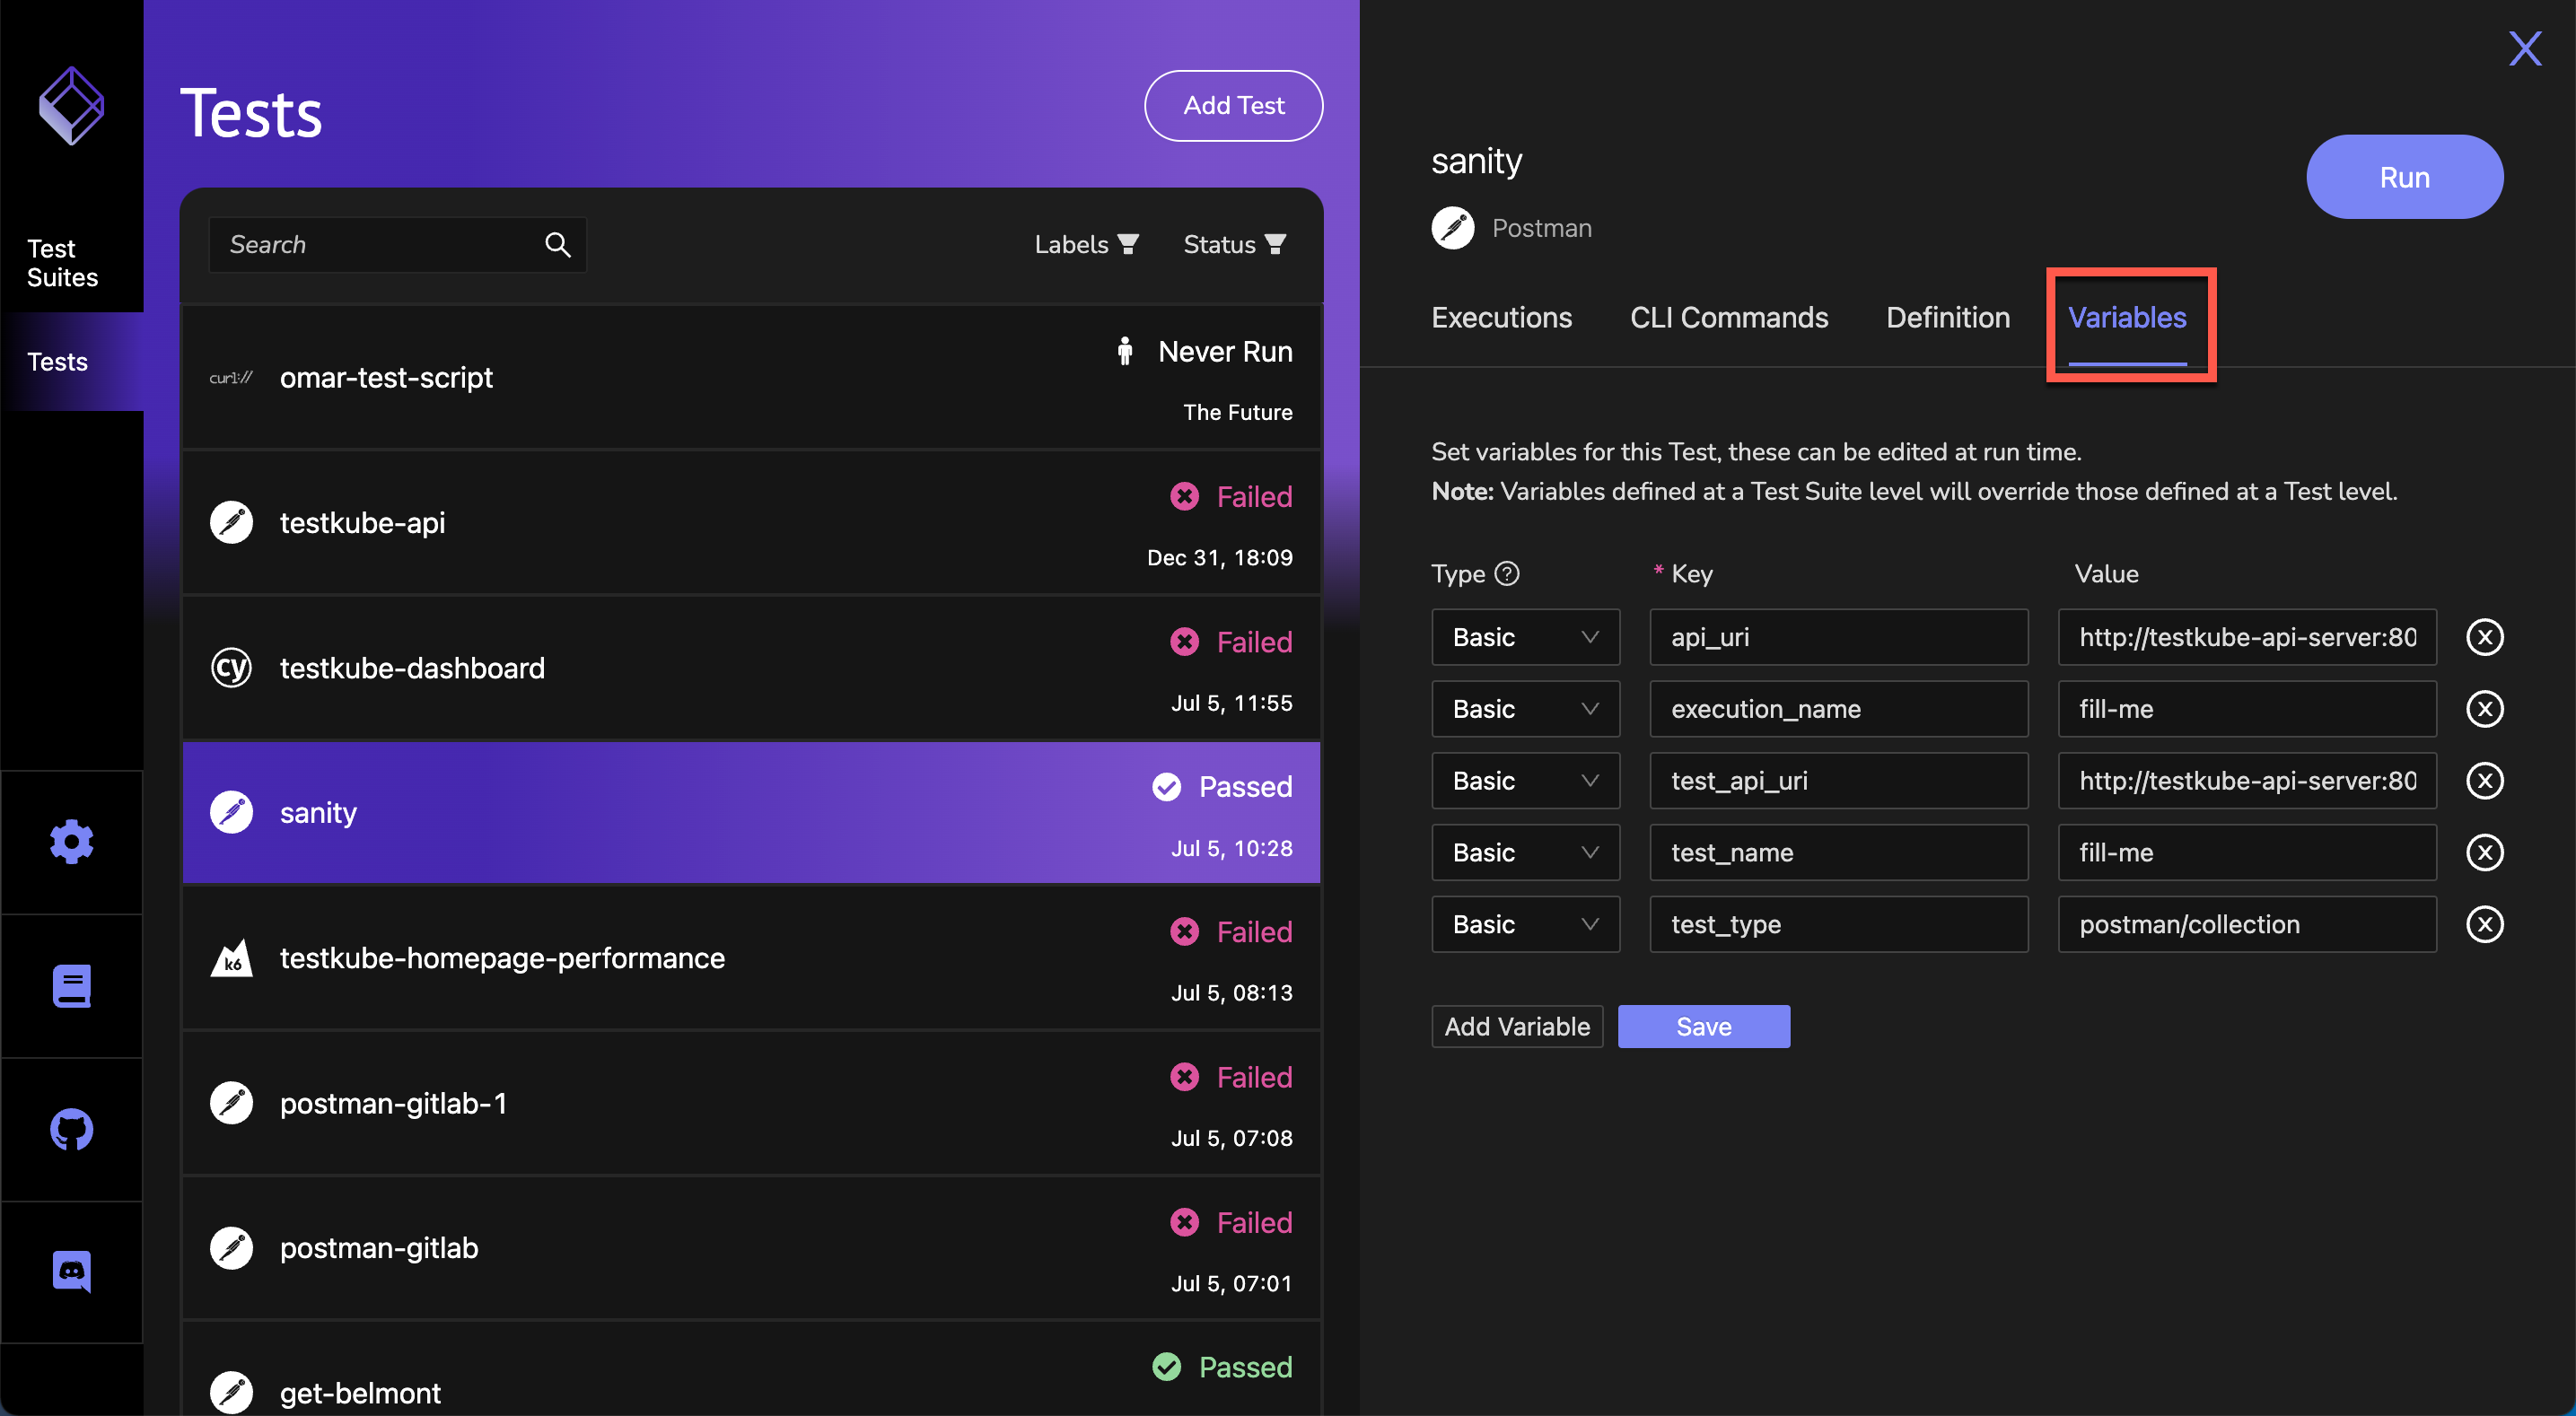 Test
Suites
Tests
Tests
Add Test
Search
Labels
Status
curl://
omar-test-script
Never Run
The Future
testkube-api
Failed
Dec 31, 18:09
cy
testkube-dashboard
Failed
Jul 5, 11:55
sanity
Passed
Jul 5, 10:28
k6
testkube-homepage-performance
Failed
Jul 5, 08:13
postman-gitlab-1
Failed
Jul 5, 07:08
postman-gitlab
Failed
Jul 5, 07:01
get-belmont
Passed
X
sanity
Postman
Run
Executions
CLI Commands
Definition
Variables
Set variables for this Test, these can be edited at run time.
Note: Variables defined at a Test Suite level will override those defined at a Test level.
Type ?
* Key
Value
Basic
api_uri
http://testkube-api-server:80
Basic
execution_name
fill-me
Basic
test_api_uri
http://testkube-api-server:80
Basic
test_name
fill-me
Basic
test_type
postman/collection
Add Variable
Save